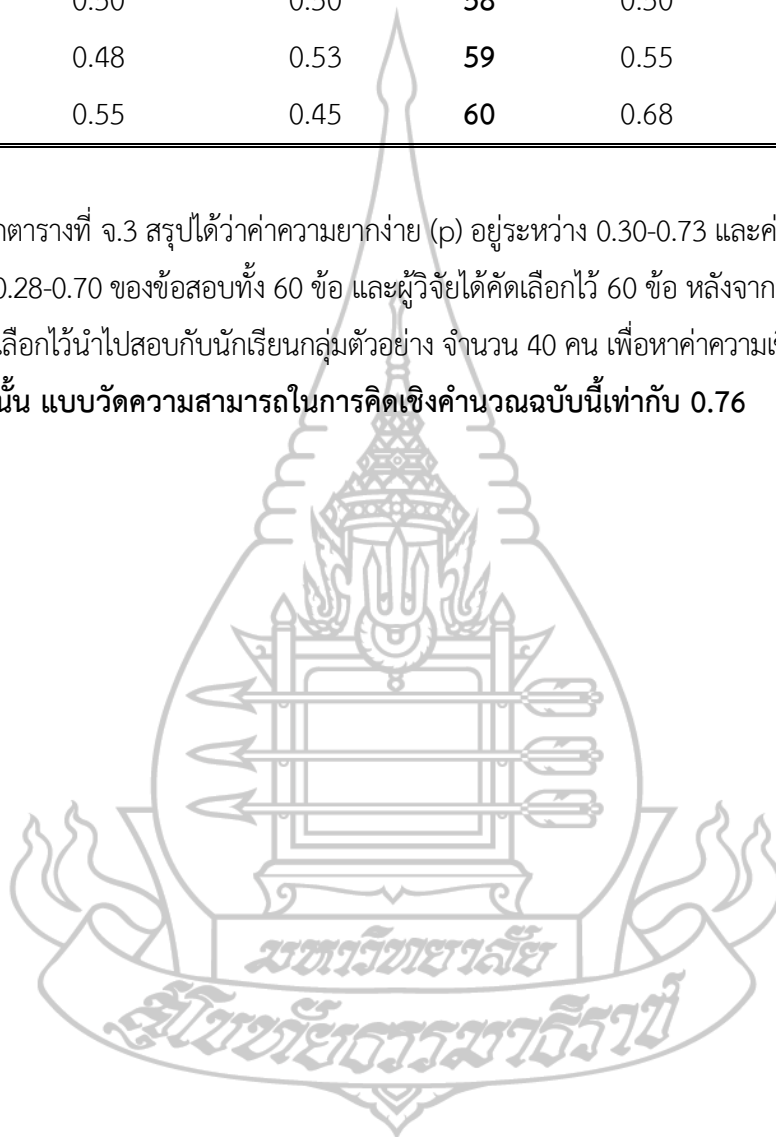 0.50 0.50 58 0.50
0.48 0.53 59 0.55
0.55 0.45 60 0.68
ตารางที่ จ.3 สรุปได้ว่าค่าความยากง่าย (p) อยู่ระหว่าง 0.30-0.73 และค่
0.28-0.70 ของข้อสอบทั้ง 60 ข้อ และผู้วิจัยได้คัดเลือกไว้ 60 ข้อ หลังจาก
เลือกไว้นำไปสอบกับนักเรียนกลุ่มตัวอย่าง จำนวน 40 คน เพื่อหาค่าความเ
นั้น แบบวัดความสามารถในการคิดเชิงคำนวณฉบับนี้เท่ากับ 0.76
มหาวิทยาลัย
สุโขทัยธรรมาธิราช